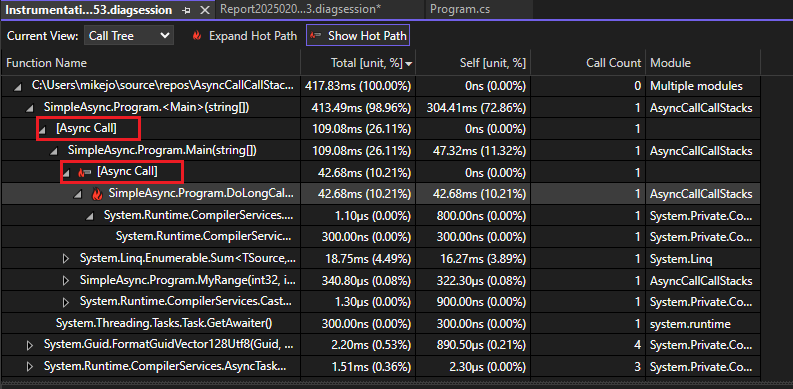 Instrumentati...53.diagsession Report2025020...3.diagsession* Program.cs
Current View: Call Tree Expand Hot Path Show Hot Path
Function Name Total [unit, %] Self [unit, %] Call Count Module
C:\Users\mikejo\source\repos\AsyncCallCallStac... 417.83ms (100.00%) 0ns (0.00%) 0 Multiple modules
SimpleAsync.Program.<Main>(string[]) 413.49ms (98.96%) 304.41ms (72.86%) 1 AsyncCallStacks
[Async Call] 109.08ms (26.11%) 0ns (0.00%) 1
SimpleAsync.Program.Main(string[]) 109.08ms (26.11%) 47.32ms (11.32%) 1 AsyncCallStacks
[Async Call] 42.68ms (10.21%) 0ns (0.00%) 1
SimpleAsync.Program.DoLongCal... 42.68ms (10.21%) 42.68ms (10.21%) 1 AsyncCallStacks
System.Runtime.CompilerServices.... 1.10µs (0.00%) 800.00ns (0.00%) 1 System.Private.Co...
System.Runtime.CompilerServic... 300.00ns (0.00%) 300.00ns (0.00%) 1 System.Private.Co...
System.Linq.Enumerable.Sum<TSource,... 18.75ms (4.49%) 16.27ms (3.89%) 1 System.Linq
SimpleAsync.Program.MyRange(int32, i... 340.80µs (0.08%) 322.30µs (0.08%) 1 AsyncCallStacks
System.Runtime.CompilerServices.Cast... 1.30µs (0.00%) 900.00ns (0.00%) 1 System.Private.Co...
System.Threading.Tasks.Task.GetAwaiter() 300.00ns (0.00%) 300.00ns (0.00%) 1 system.runtime
System.Guid.FormatGuidVector128Utf8(Guid, ... 2.20ms (0.53%) 890.50µs (0.21%) 4 System.Private.Co...
System.Runtime.CompilerServices.AsyncTask... 1.51ms (0.36%) 2.30µs (0.00%) 3 System.Private.Co...